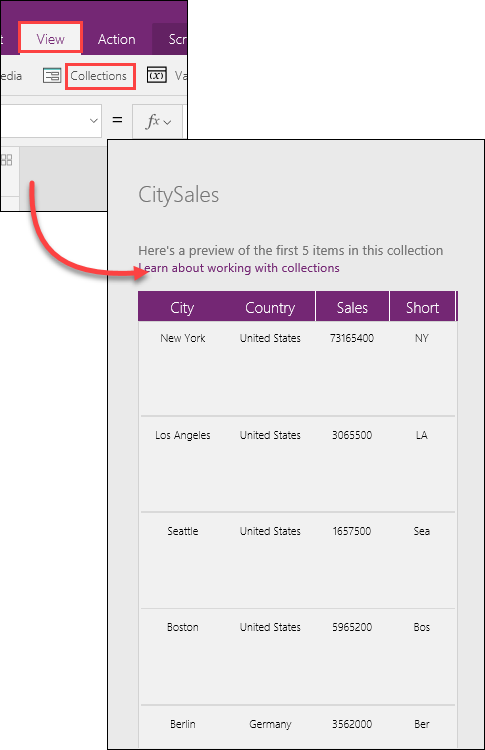 t View Action Scr
edia Collections (x) Va
= fx
CitySales
Here's a preview of the first 5 items in this collection
Learn about working with collections
City Country Sales Short
New York United States 73165400 NY
Los Angeles United States 3065500 LA
Seattle United States 1657500 Sea
Boston United States 5965200 Bos
Berlin Germany 3562000 Ber